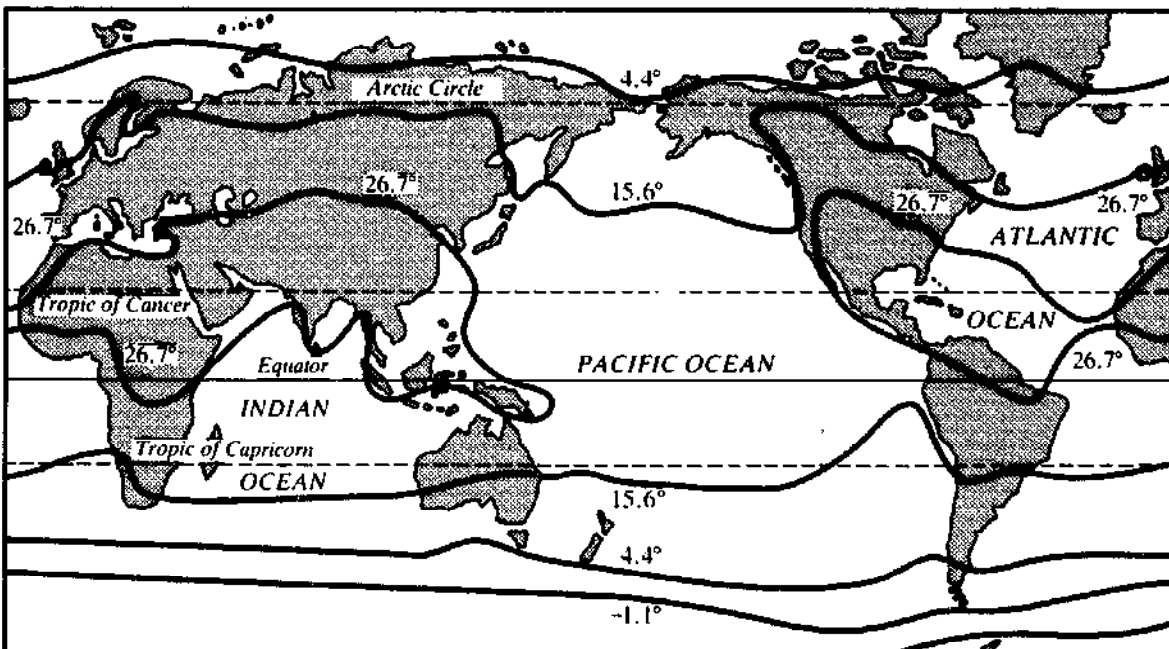 4.4°
Arctic Circle
26.7°
15.6°
26.7°
26.7°
26.7°
ATLANTIC
Tropic of Cancer
OCEAN
26.7°
Equator
PACIFIC OCEAN
26.7°
INDIAN
Tropic of Capricorn
OCEAN
15.6°
4.4°
-1.1°